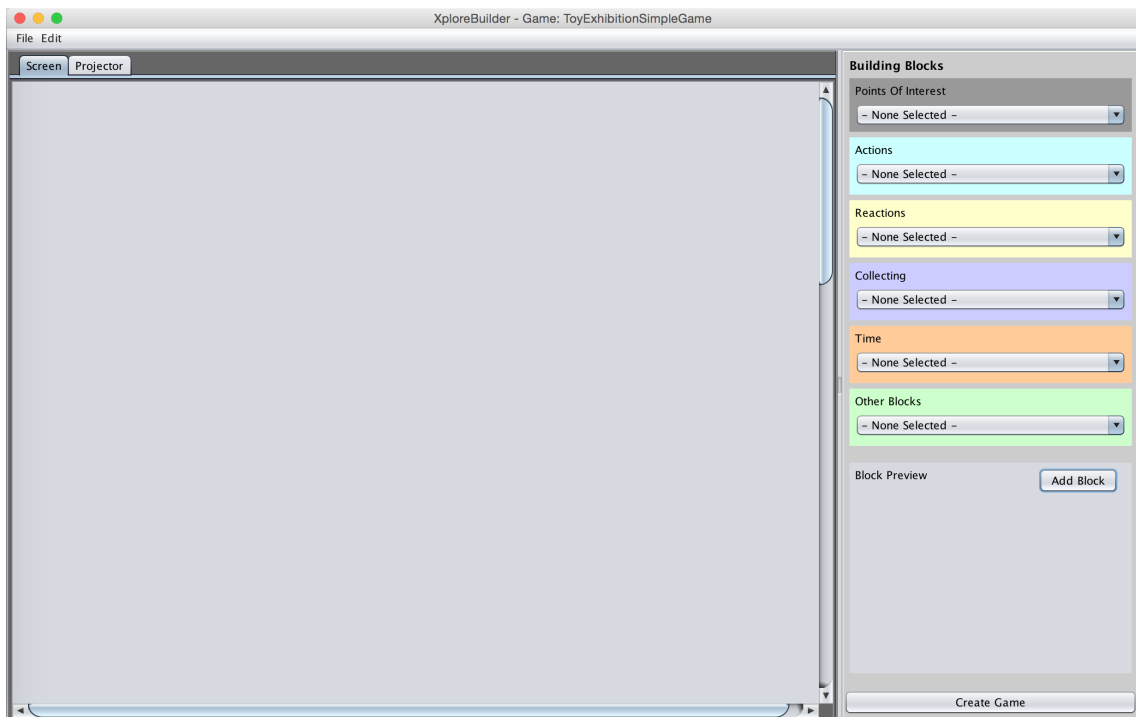 XploreBuilder - Game: ToyExhibitionSimpleGame
File Edit
Screen Projector
Building Blocks
Points Of Interest
- None Selected -
Actions
- None Selected -
Reactions
- None Selected -
Collecting
- None Selected -
Time
- None Selected -
Other Blocks
- None Selected -
Block Preview Add Block
Create Game